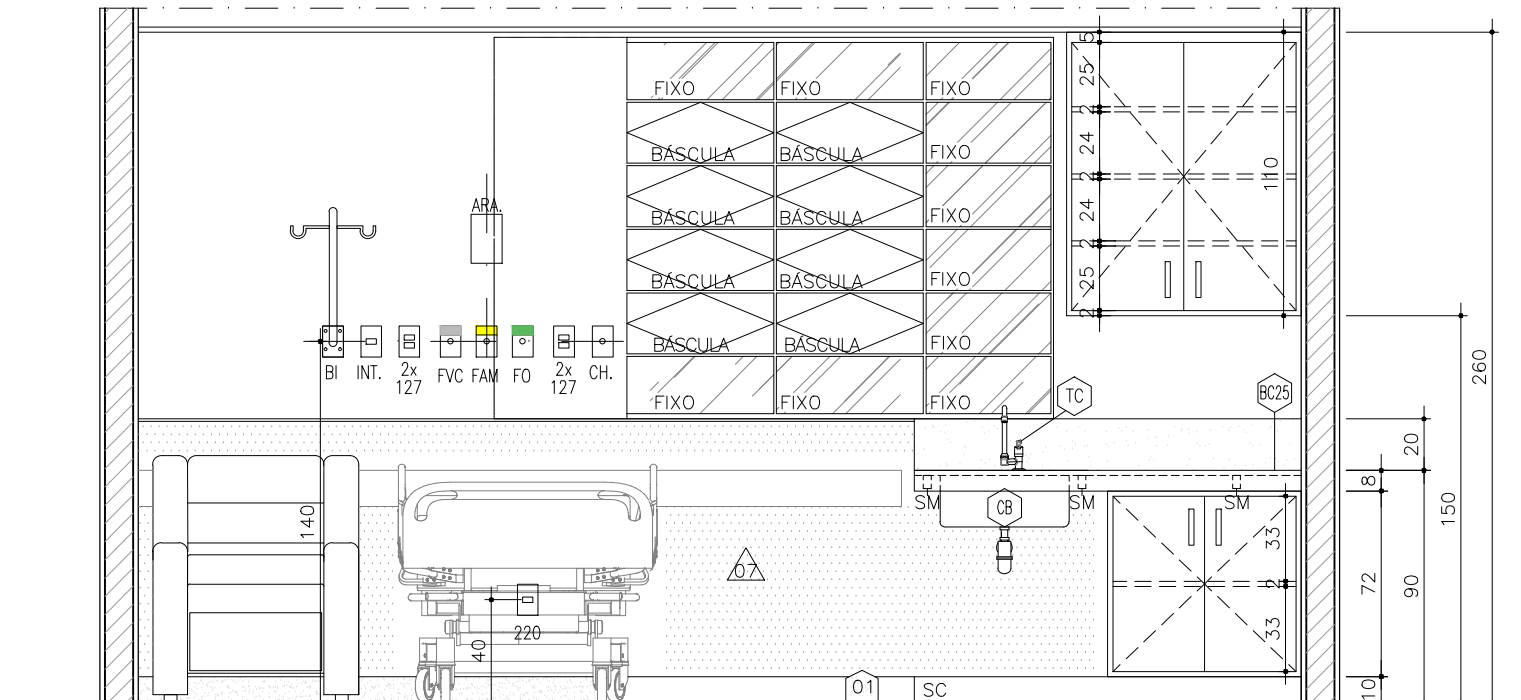 5
FIXO FIXO FIXO
25
2
BÁSCULA BÁSCULA FIXO
24
2
110
ARA.
BÁSCULA BÁSCULA FIXO
24
2
BÁSCULA BÁSCULA FIXO
25
2
BÁSCULA BÁSCULA FIXO
BI INT. 2x FVC FAM FO 2x CH.
127 127
260
FIXO FIXO FIXO
TC
BC25
20
8
SM CB SM SM
140
150
33
07
2
72
90
220
33
40
01
SC
10